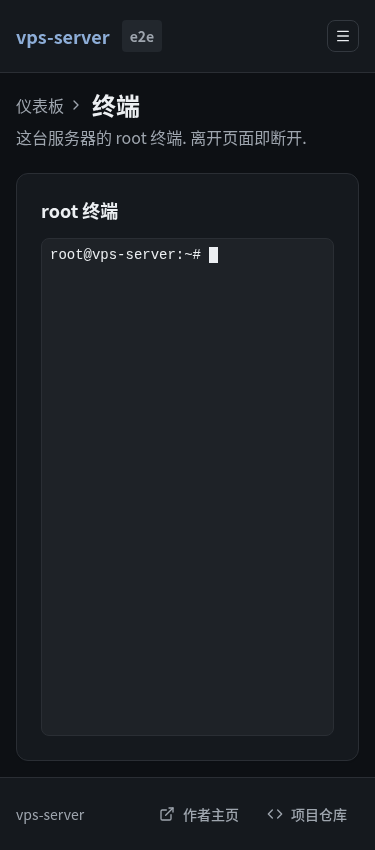 vps-server e2e
仪表板 > 终端
这台服务器的 root 终端. 离开页面即断开.
root 终端
root@vps-server:~#
vps-server 作者主页 项目仓库